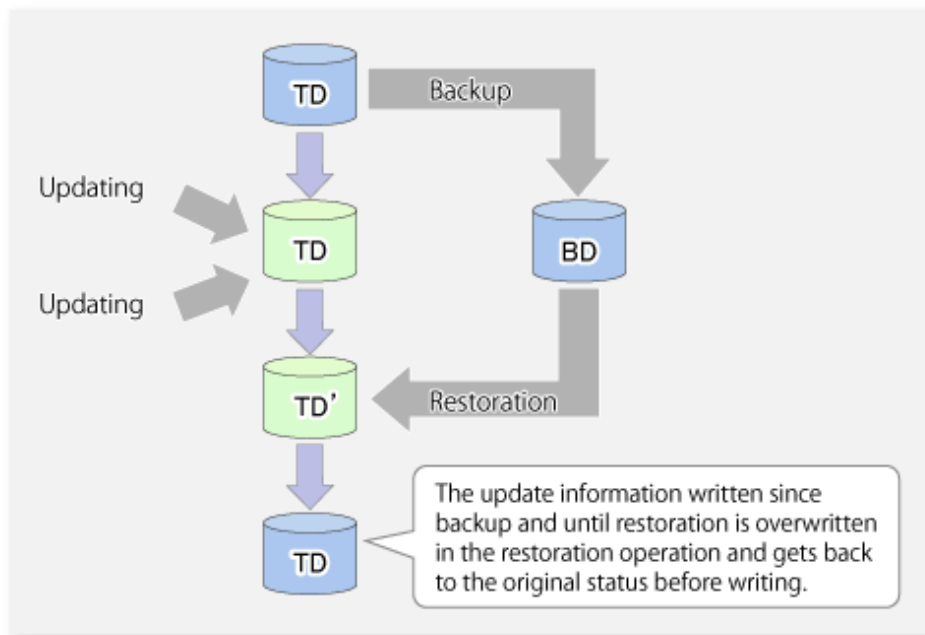 TD
Backup
Updating
TD
BD
Updating
TD’
Restoration
The update information written since
backup and until restoration is overwritten
in the restoration operation and gets back
to the original status before writing.
TD